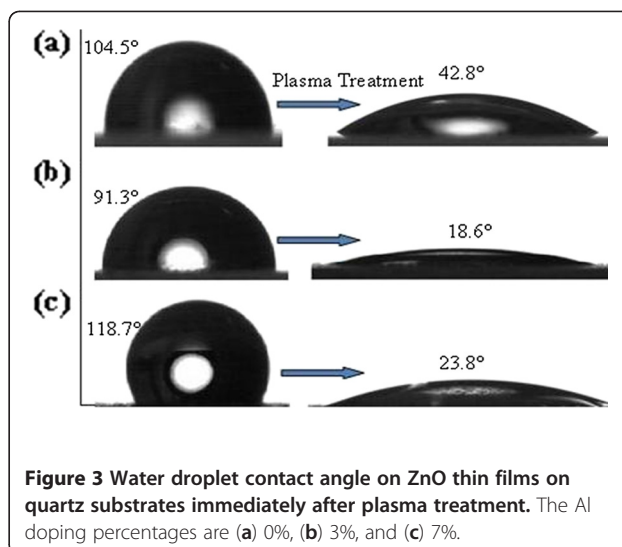 (a)
104.5°
Plasma Treatment
42.8°
(b)
91.3°
18.6°
(c)
118.7°
23.8°
Figure 3 Water droplet contact angle on ZnO thin films on
quartz substrates immediately after plasma treatment. The Al
doping percentages are (a) 0%, (b) 3%, and (c) 7%.